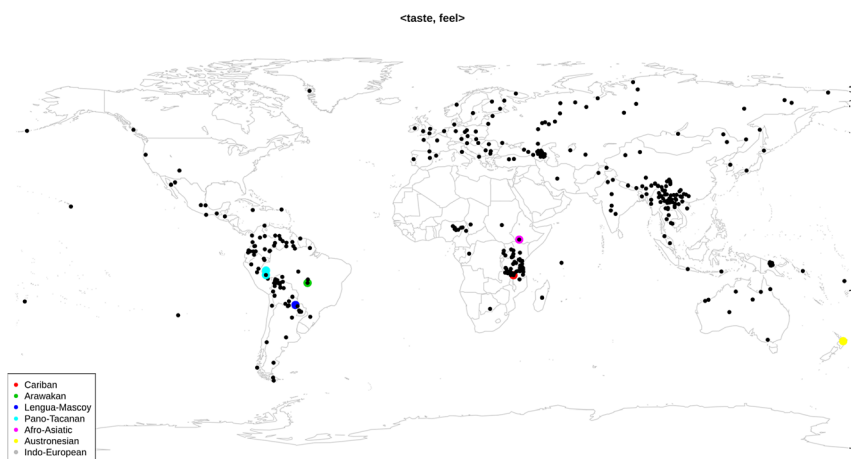 <taste, feel>
Cariban
Arawakan
Lengua-Mascoy
Pano-Tacanan
Afro-Asiatic
Austronesian
Indo-European